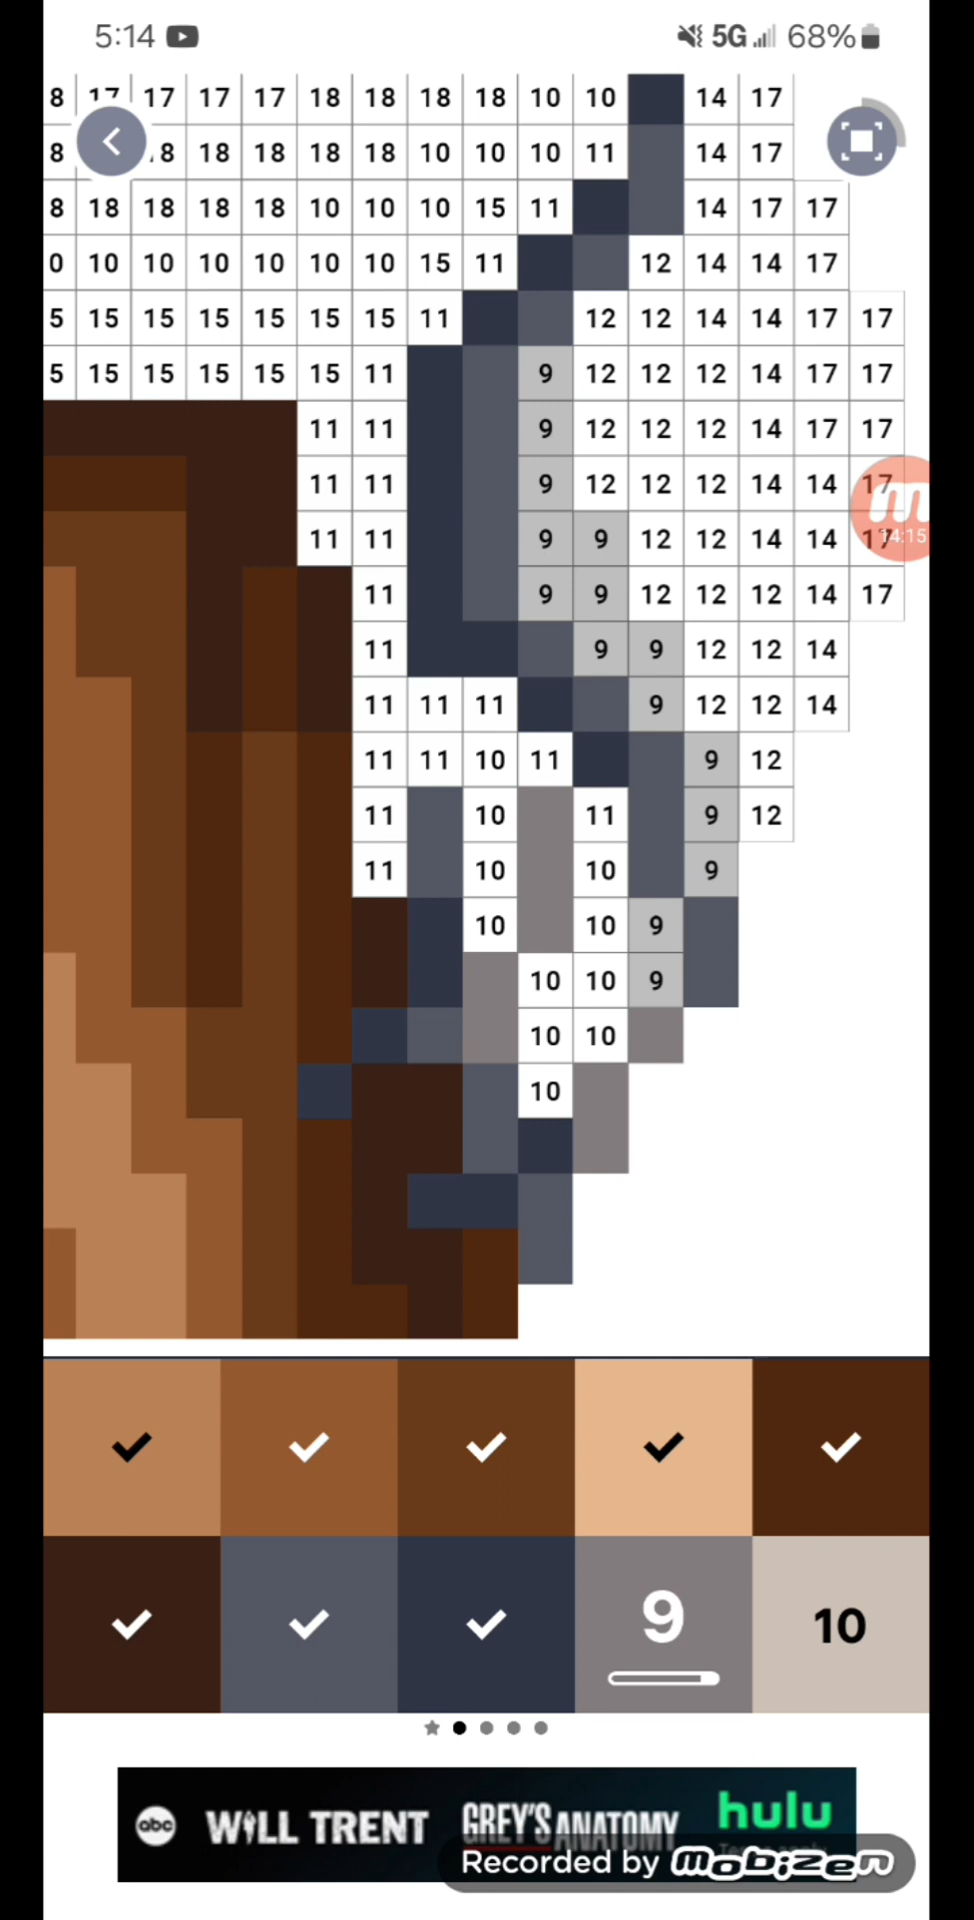 5:14 5G 68%
8 17 17 17 17 18 18 18 18 10 10 14 17
8 18 18 18 18 18 18 10 10 10 11 14 17
8 18 18 18 18 10 10 10 15 11 14 17 17
0 10 10 10 10 10 10 15 11 12 14 14 17
5 15 15 15 15 15 15 11 12 12 14 14 17 17
5 15 15 15 15 15 11 9 12 12 12 14 17 17
11 11 9 12 12 12 14 17 17
11 11 9 12 12 12 14 14 17
11 11 9 9 12 12 14 14 17
14:15
11 9 9 12 12 12 14 17
11 9 9 12 12 14
11 11 11 9 12 12 14
11 11 10 11 9 12
11 10 11 9 12
11 10 10 9
10 10 9
10 10 9
10 10
10
9 10
abc WILL TRENT GREY'S ANATOMY hulu
Recorded by mobizen